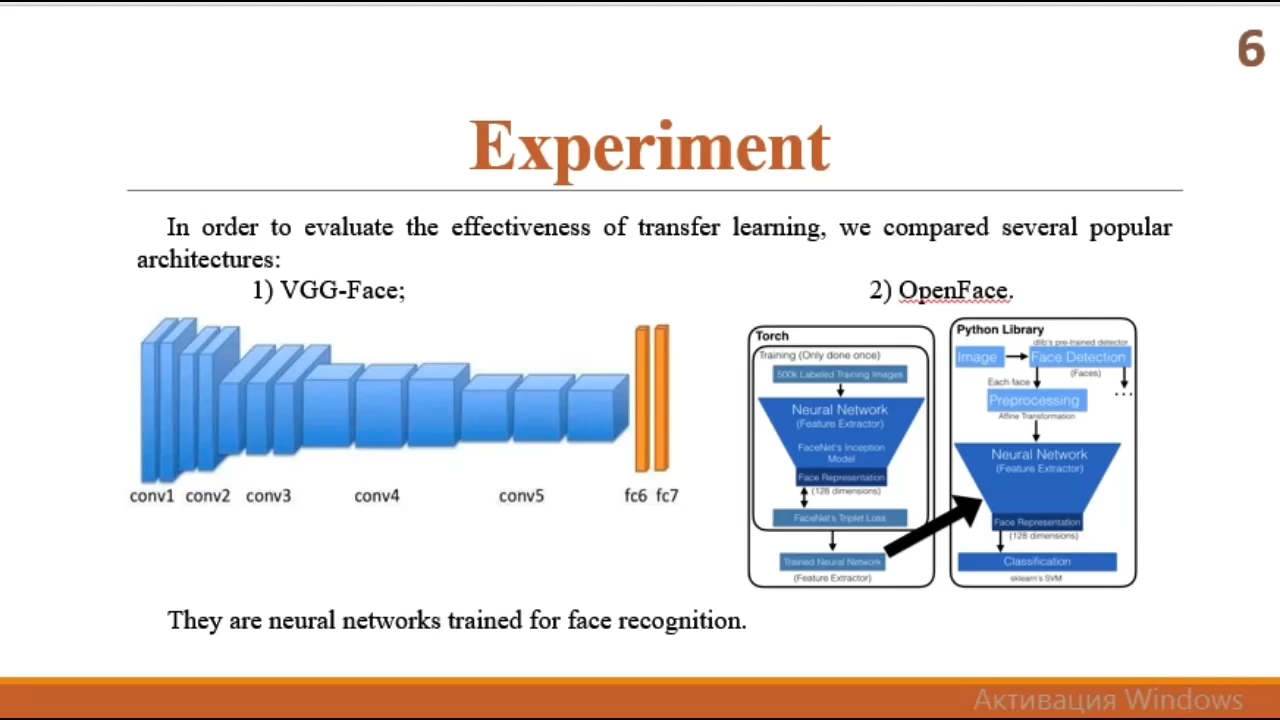 6
Experiment
In order to evaluate the effectiveness of transfer learning, we compared several popular
architectures:
1) VGG-Face;
2) OpenFace.
conv1 conv2 conv3 conv4 conv5 fc6 fc7
Torch
Training (Only done once)
500k Labeled Training Images
Neural Network
(Feature Extractor)
FaceNet's Inception
Model
Face Representation
(128 dimensions)
FaceNet's Triplet Loss
Trained Neural Network
(Feature Extractor)
Python Library
dlib's pre-trained detector
Image
Face Detection
(Faces)
Each face
...
Preprocessing
Affine Transformation
Neural Network
(Feature Extractor)
Face Representation
(128 dimensions)
Classification
sklearn's SVM
They are neural networks trained for face recognition.
Активация Windows